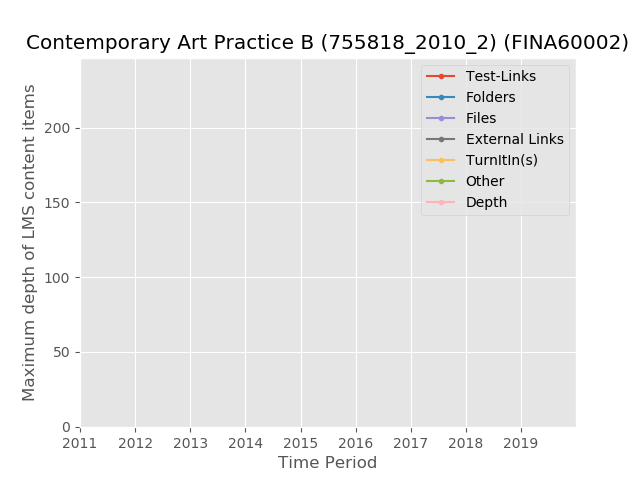 Contemporary Art Practice B (755818_2010_2) (FINA60002)
Test-Links
Folders
Files
External Links
TurnItIn(s)
Other
Depth
Maximum depth of LMS content items
200
150
100
50
0
2011 2012 2013 2014 2015 2016 2017 2018 2019
Time Period